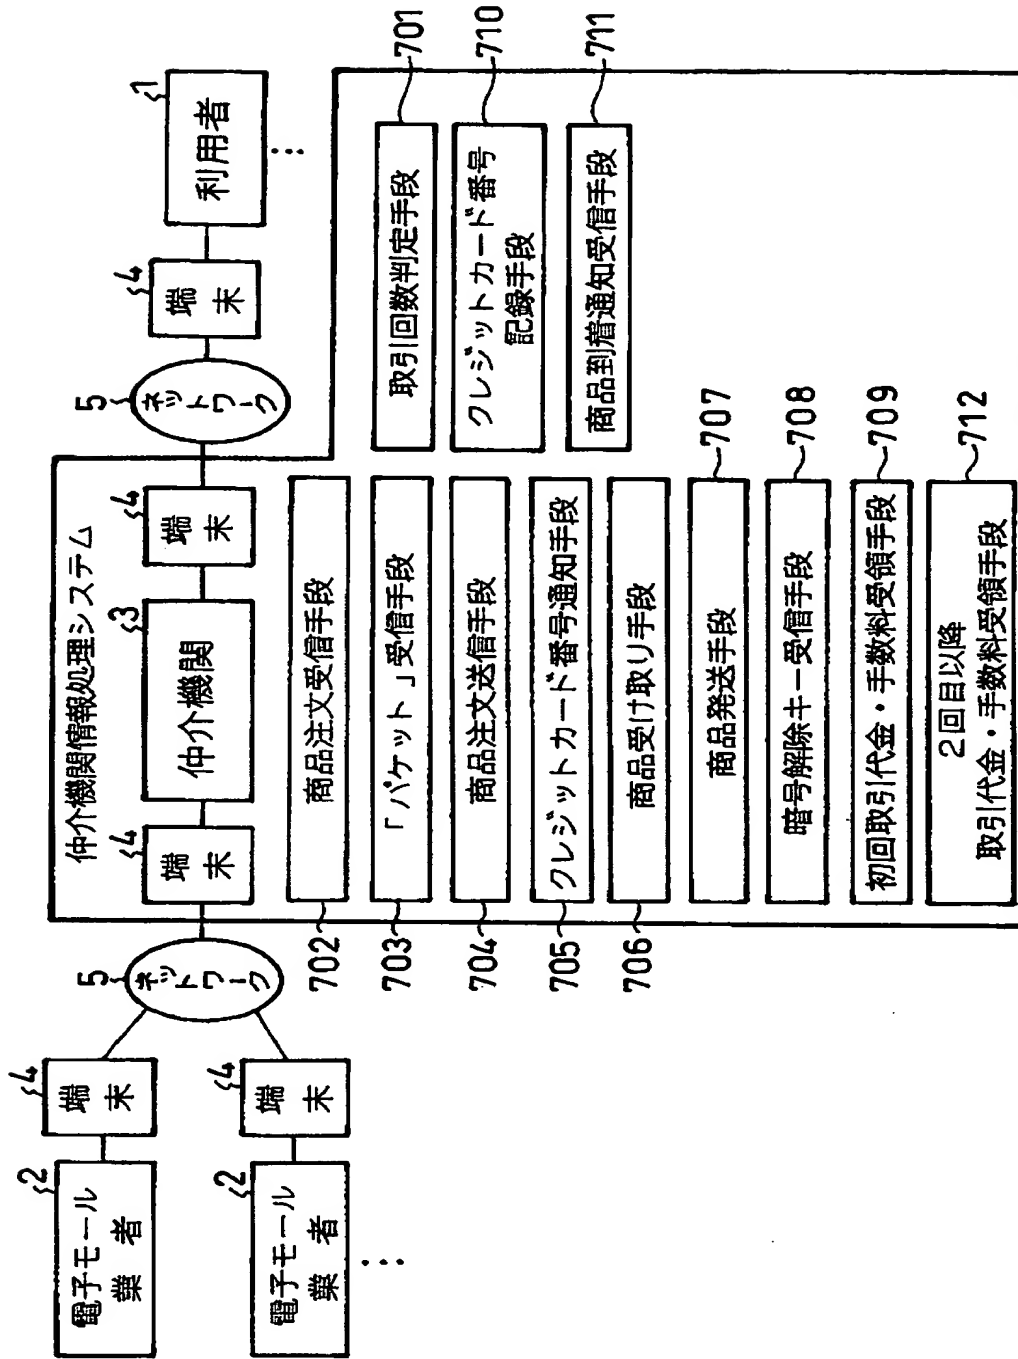 仲介機関情報処理システム
電子モール
業者
2
端末
4
電子モール
業者
2
端末
4
⋮
ネットワーク
5
端末
4
仲介機関
3
端末
4
ネットワーク
5
端末
4
利用者
1
⋮
702
商品注文受信手段
703
「パケット」受信手段
704
商品注文送信手段
705
クレジットカード番号通知手段
706
商品受け取り手段
商品発送手段
707
暗号解除キー受信手段
708
初回取引代金・手数料受領手段
709
2回目以降
取引代金・手数料受領手段
712
取引回数判定手段
701
クレジットカード番号
記録手段
710
商品到着通知受信手段
711